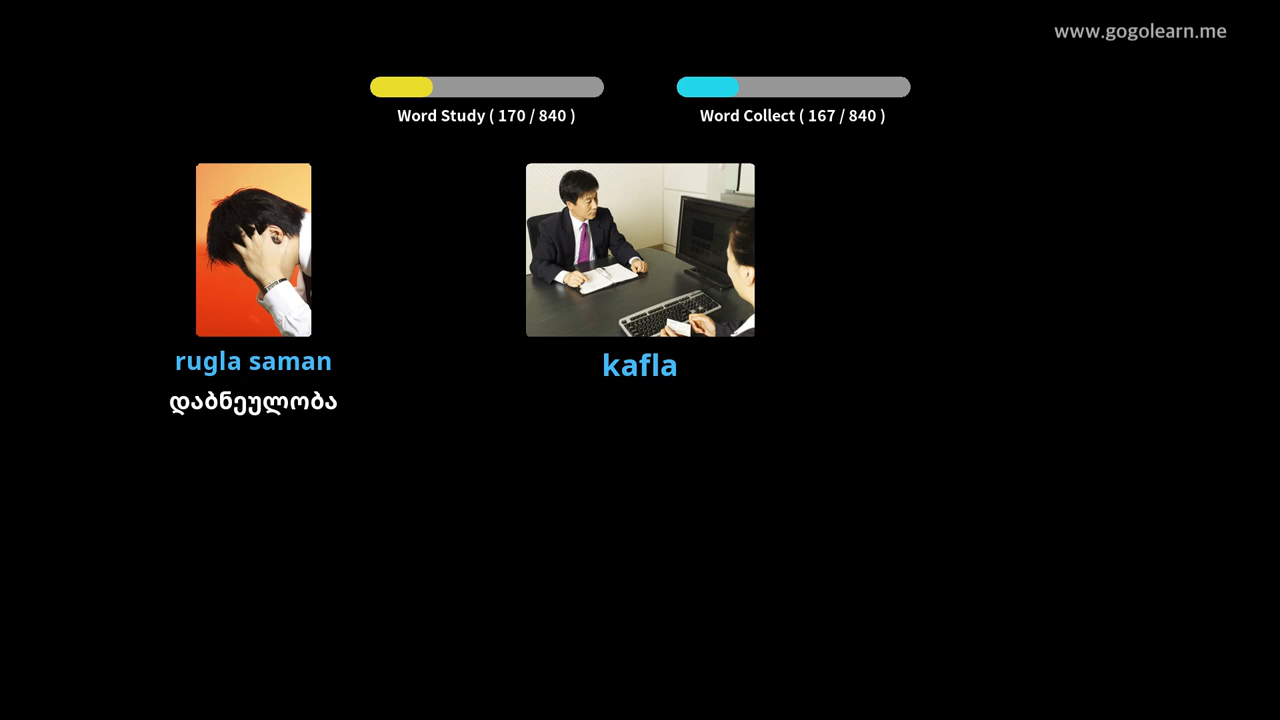 www.gogolearn.me
Word Study ( 170 / 840 )
Word Collect ( 167 / 840 )
rugla saman
დაბნეულობა
kafla